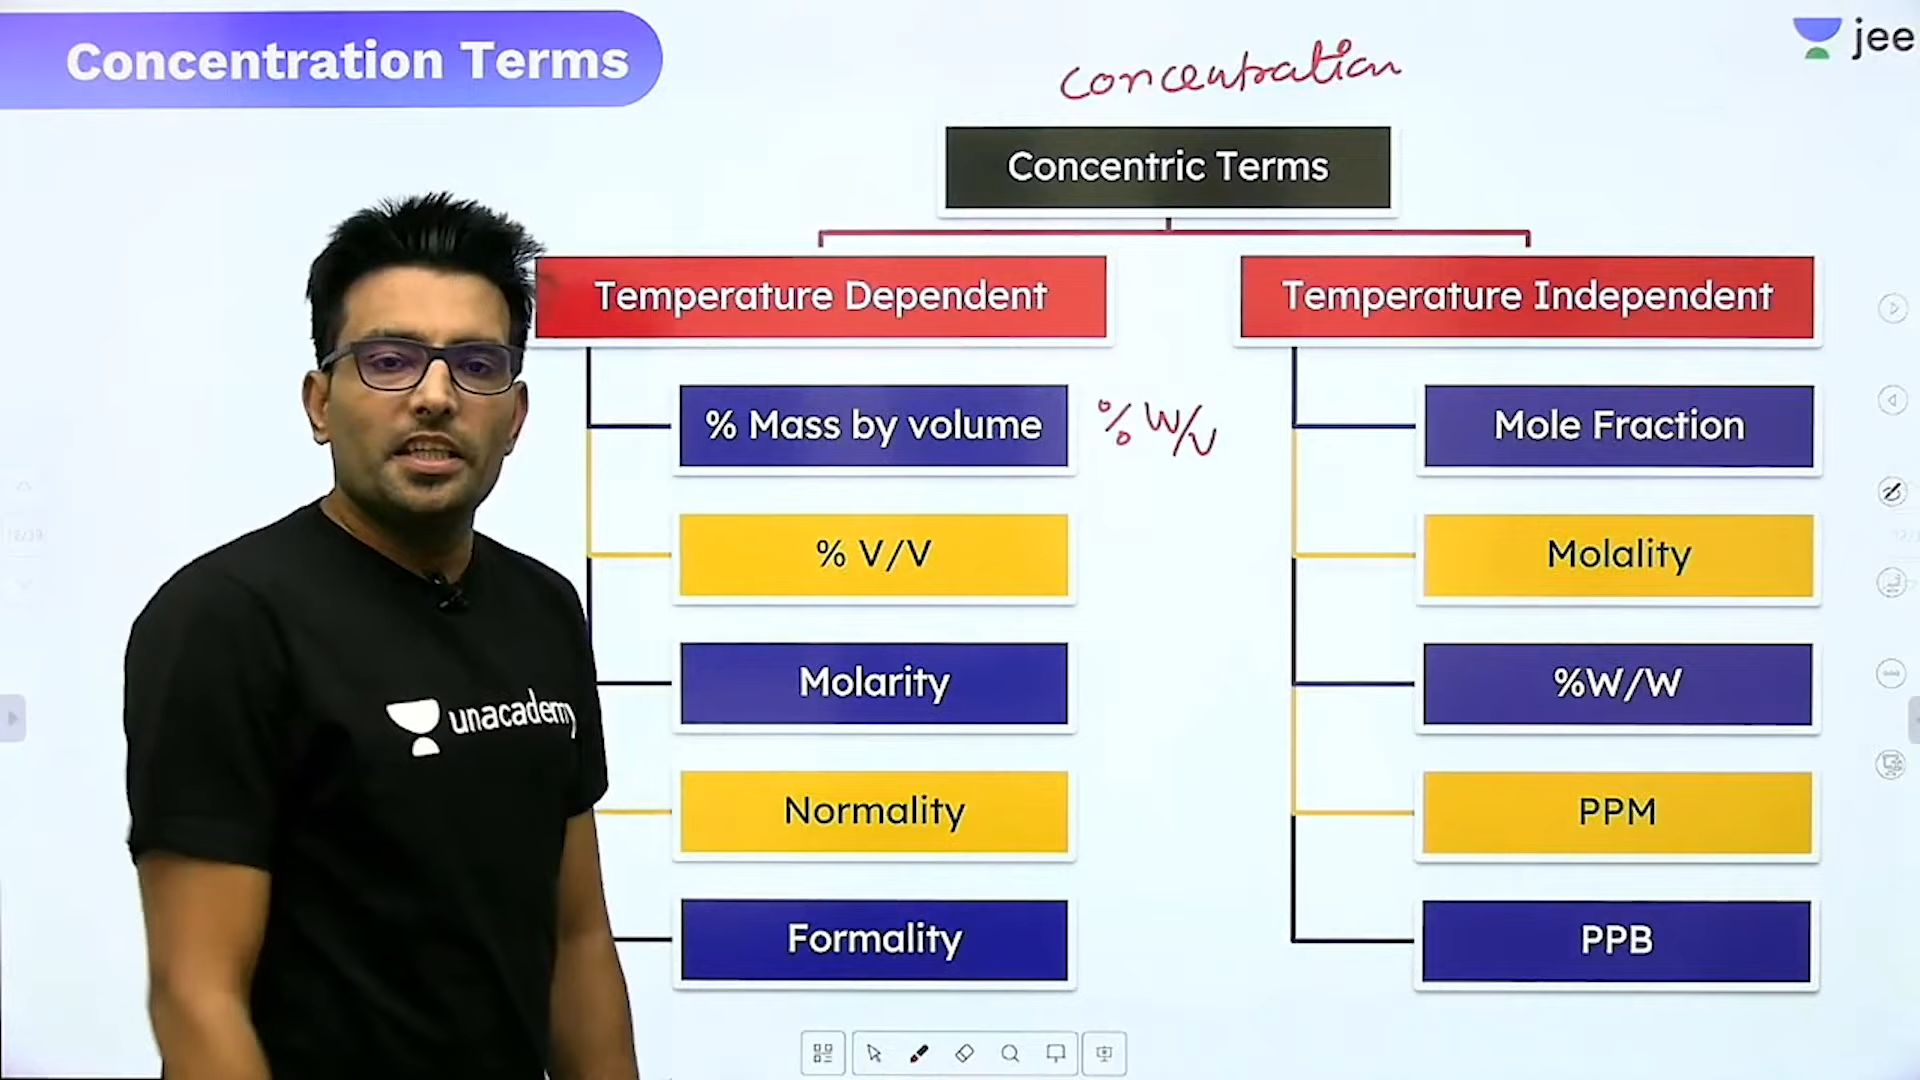 Concentration Terms
jee
concentration
Concentric Terms
Temperature Dependent
Temperature Independent
% Mass by volume
% W/V
Mole Fraction
% V/V
Molality
Molarity
%W/W
unacademy
Normality
PPM
Formality
PPB